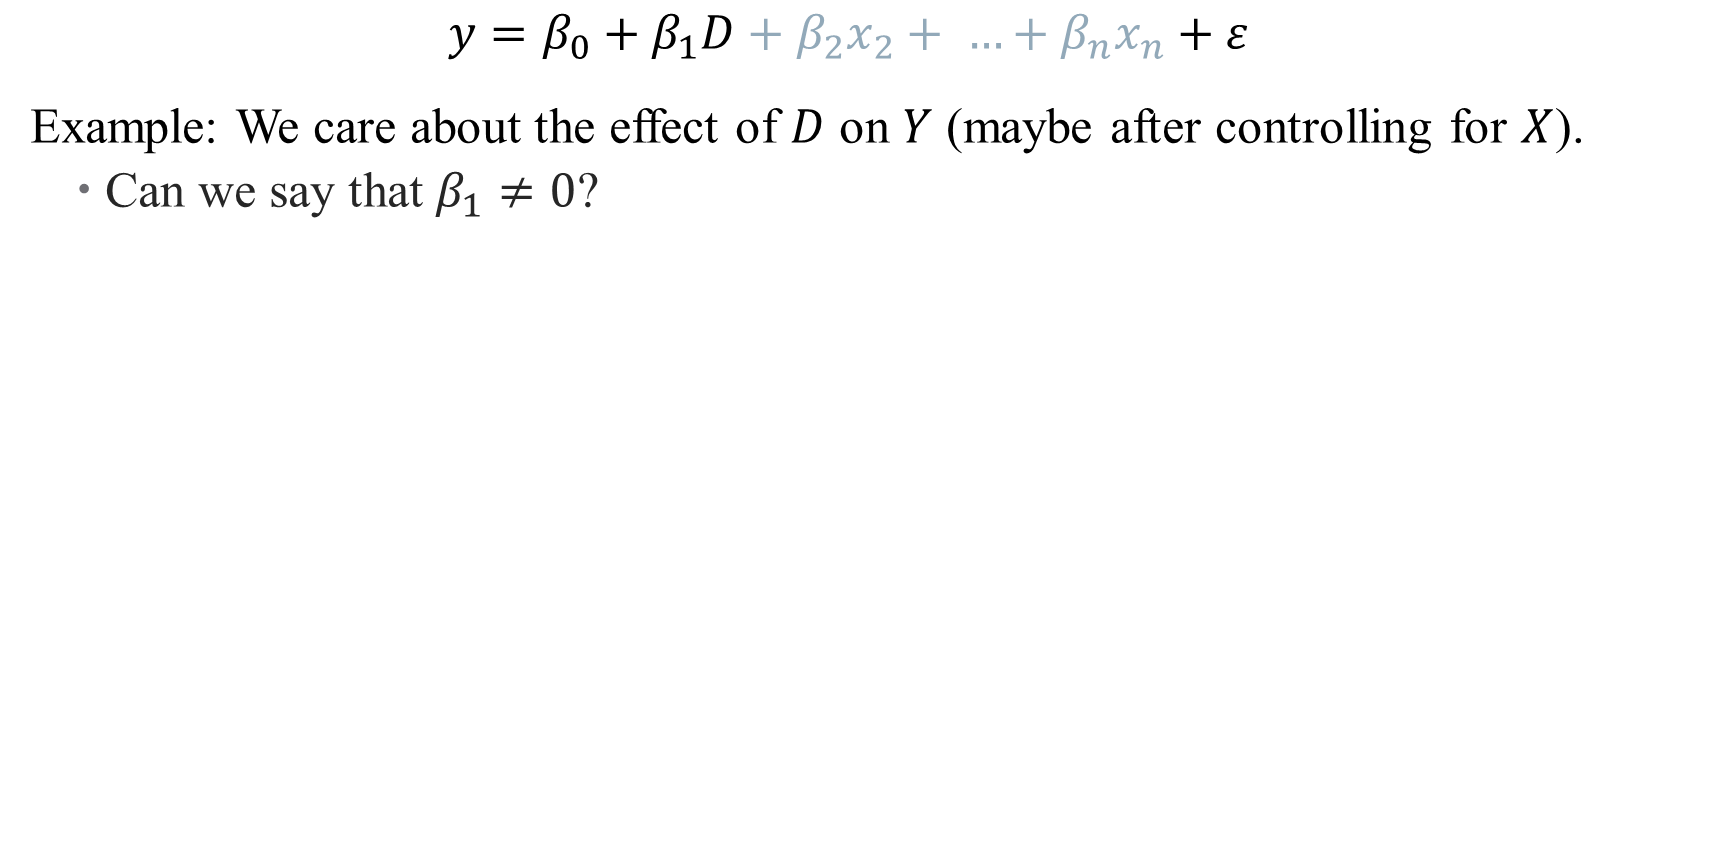 y = β₀ + β₁D + β₂x₂ + … + βₙxₙ + ε
Example: We care about the effect of D on Y (maybe after controlling for X).
• Can we say that β₁ ≠ 0?